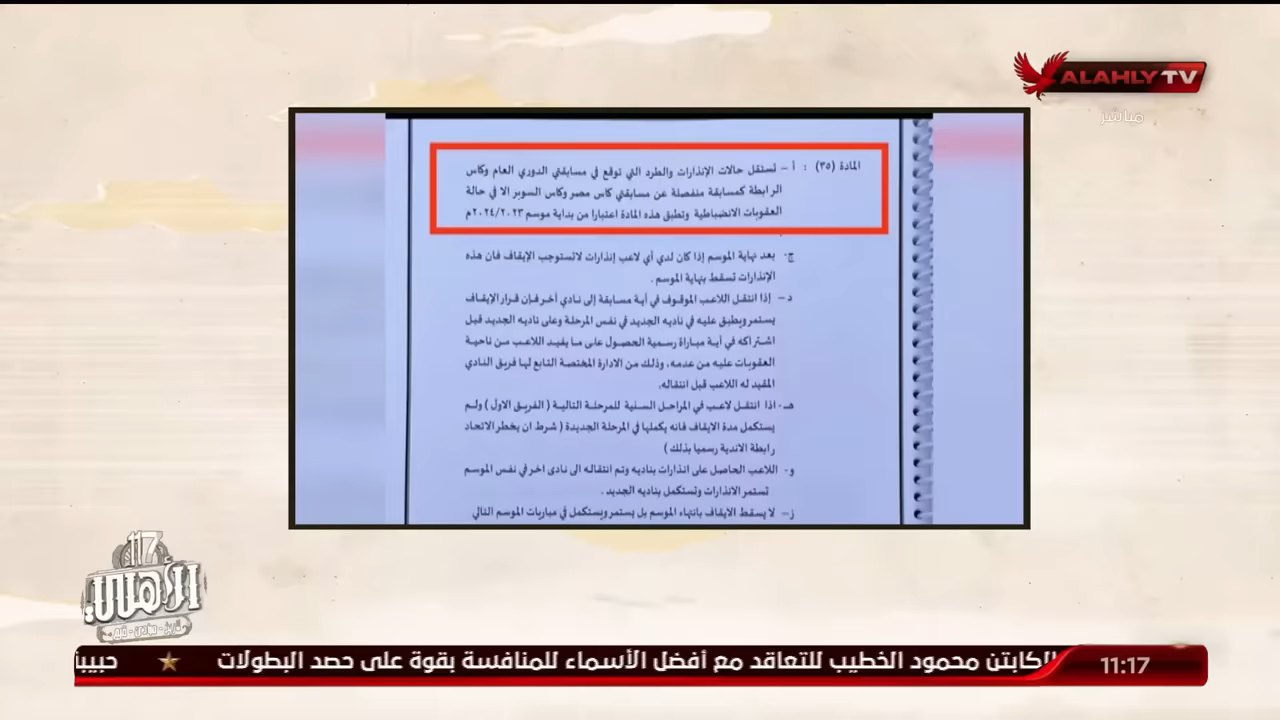 ALAHLY TV
مباشر
المادة (٣٥) : أ – تستقل حالات الإنذارات والطرد التي توقع في مسابقتي الدوري العام وكاس
الرابطة كمسابقة منفصلة عن مسابقتي كاس مصر وكاس السوبر الا في حالة
العقوبات الانضباطية وتطبق هذه المادة اعتبارا من بداية موسم ٢٠٢٤/٢٠٢٣م
ج- بعد نهاية الموسم إذا كان لدي أي لاعب إنذارات لاتستوجب الإيقاف فان هذه
الإنذارات تسقط بنهاية الموسم .
د – إذا انتقل اللاعب الموقوف في أية مسابقة إلى نادي أخر فإن قرار الإيقاف
يستمر ويطبق عليه في ناديه الجديد في نفس المرحلة وعلى ناديه الجديد قبل
اشتراكه في أية مباراة رسمية الحصول على ما يفيد اللاعب من ناحية
العقوبات عليه من عدمه، وذلك من الادارة المختصة التابع لها فريق النادي
المقيد له اللاعب قبل انتقاله.
هـ- اذا انتقل لاعب في المراحل السنية للمرحلة التالية ( الفريق الاول ) ولم
يستكمل مدة الايقاف فانه يكملها في المرحلة الجديدة ( شرط ان يخطر الاتحاد
رابطة الاندية رسميا بذلك )
و- اللاعب الحاصل على انذارات بناديه وتم انتقاله الى نادى اخر في نفس الموسم
تستمر الانذارات وتستكمل بناديه الجديد .
ز – لا يسقط الايقاف بانتهاء الموسم بل يستمر ويستكمل في مباريات الموسم التالي
117
الأهلي
الكابتن محمود الخطيب للتعاقد مع أفضل الأسماء للمنافسة بقوة على حصد البطولات
11:17